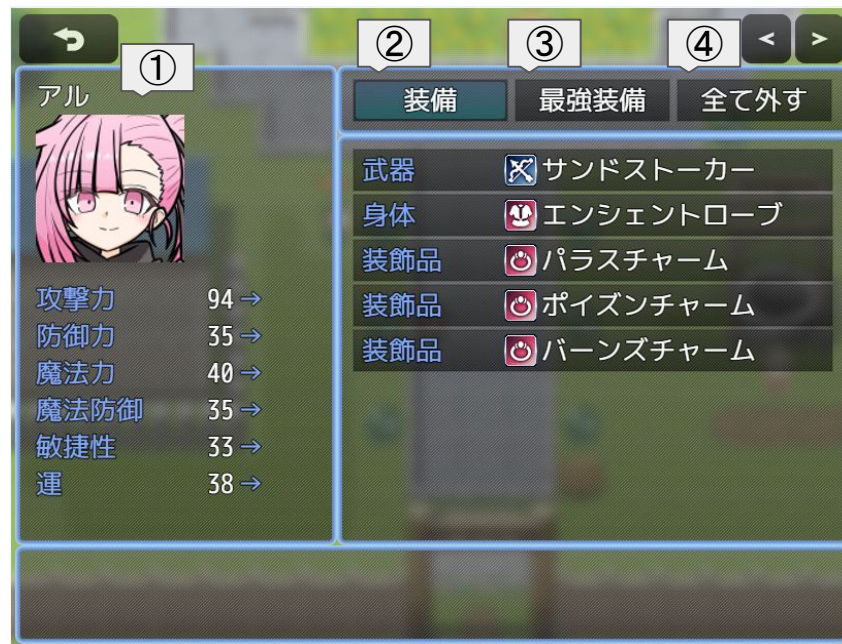 ① ② ③ ④ < >
アル
装備 最強装備 全て外す
武器 サンドストーカー
身体 エンシェントローブ
装飾品 パラスチャーム
装飾品 ポイズンチャーム
装飾品 バーンズチャーム
攻撃力 94→
防御力 35→
魔法力 40→
魔法防御 35→
敏捷性 33→
運 38→